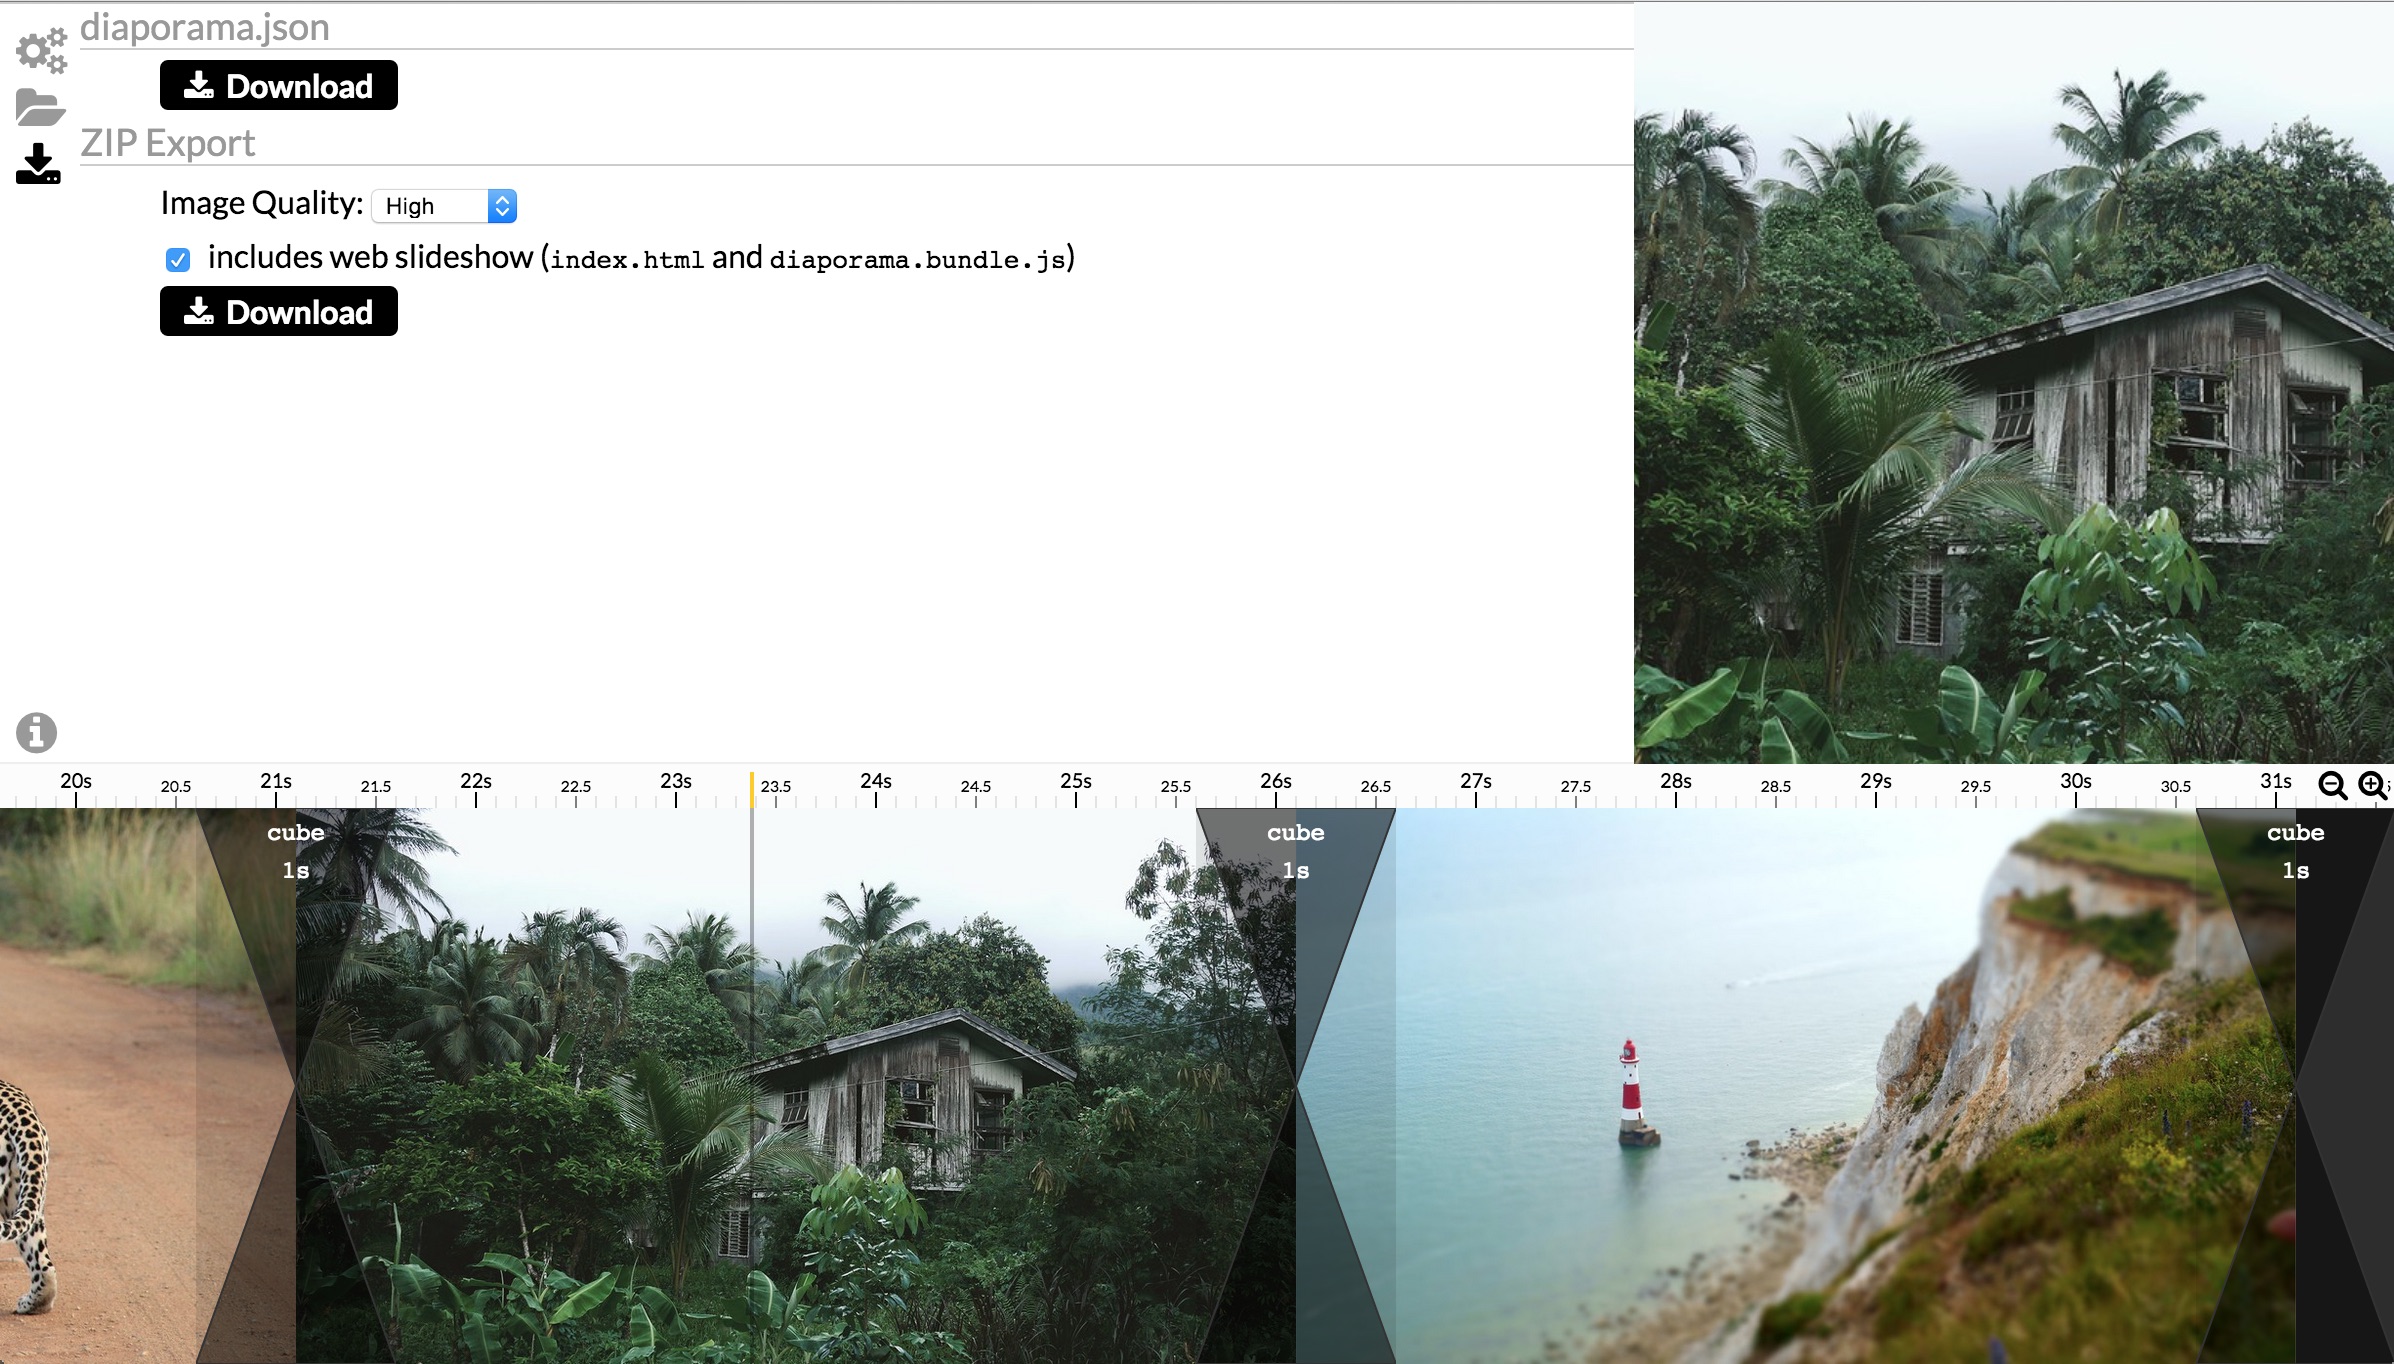 diaporama.json
Download
ZIP Export
Image Quality: High
includes web slideshow (index.html and diaporama.bundle.js)
Download
20s 20.5 21s 21.5 22s 22.5 23s 23.5 24s 24.5 25s 25.5 26s 26.5 27s 27.5 28s 28.5 29s 29.5 30s 30.5 31s
cube cube cube
1s 1s 1s